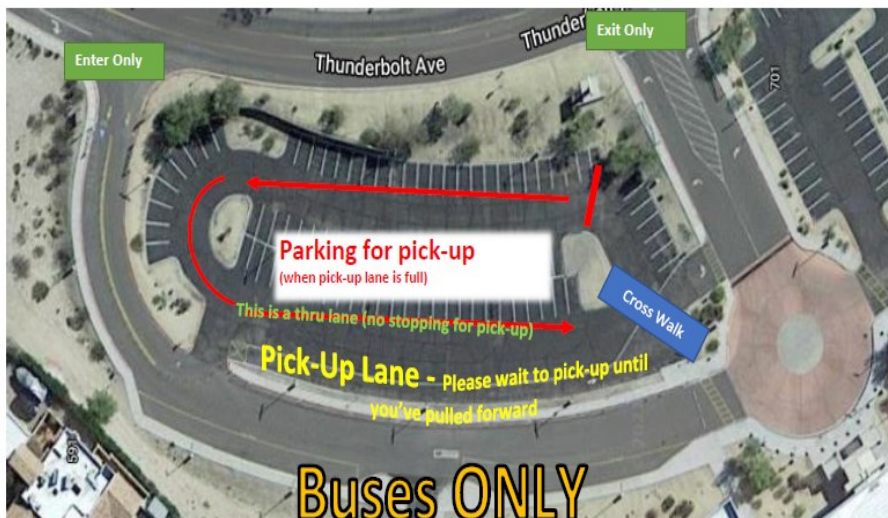 Enter Only
Thunderbolt Ave
Exit Only
701
Parking for pick-up
(when pick-up lane is full)
This is a thru lane (no stopping for pick-up)
Cross Walk
Pick-Up Lane - Please wait to pick-up until
you've pulled forward
Buses ONLY